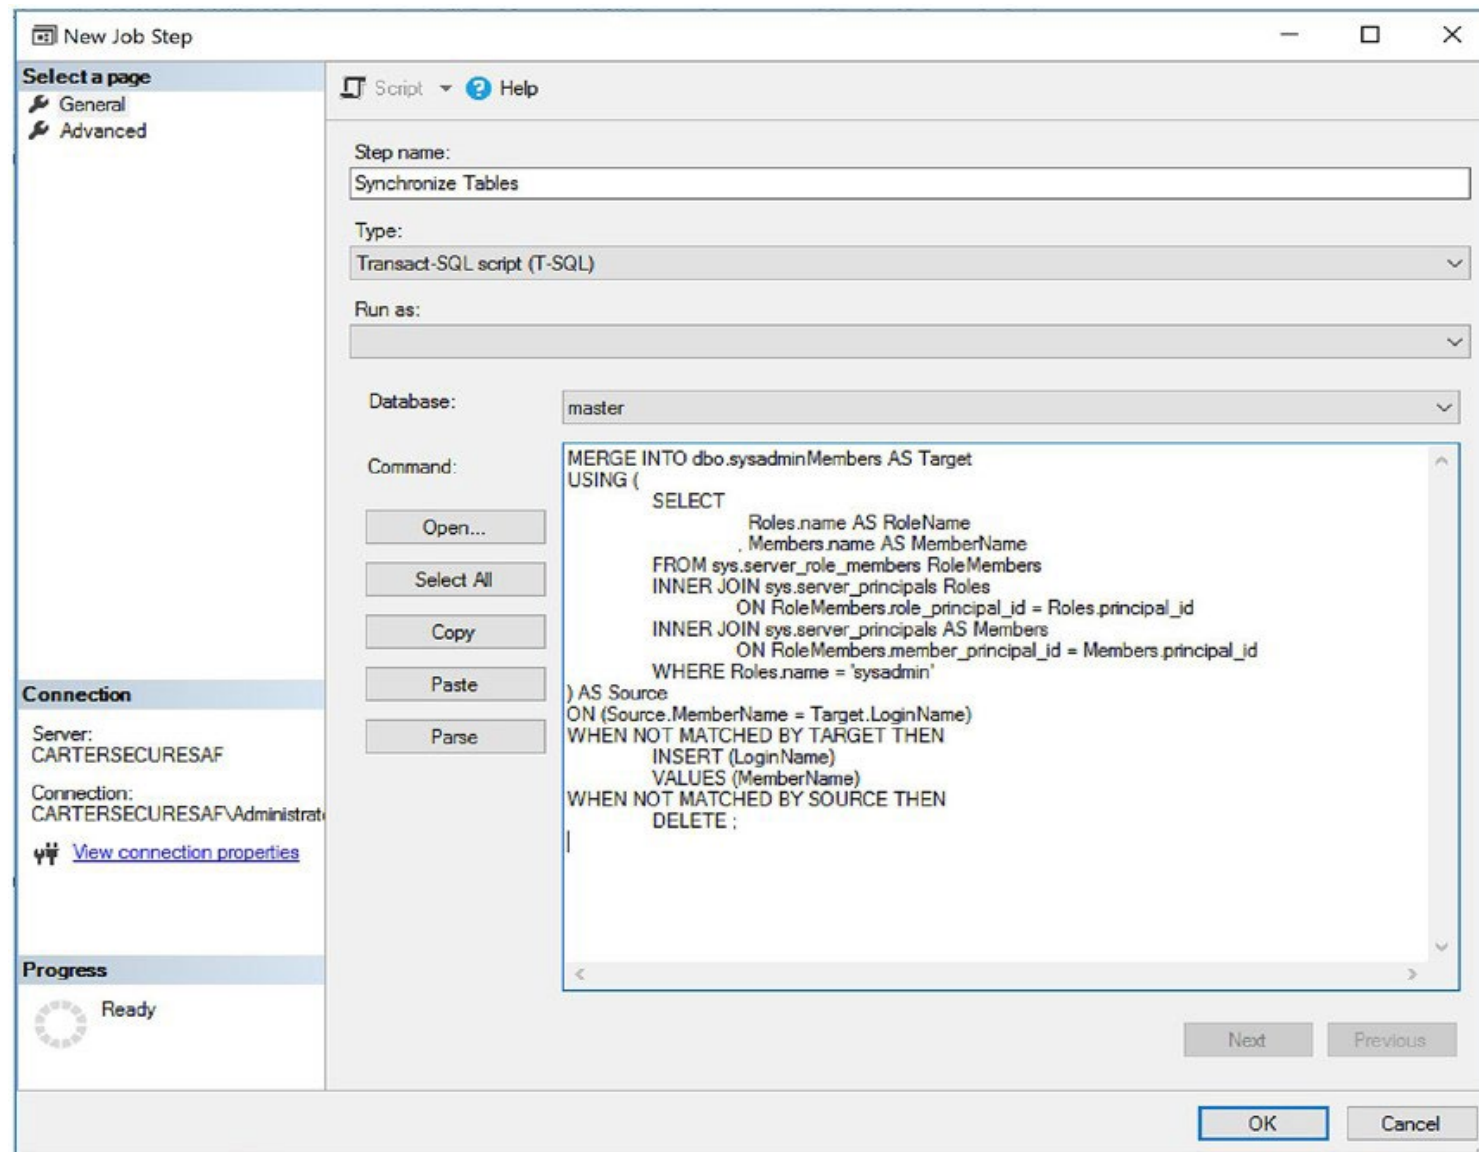 New Job Step
Select a page
General
Advanced
Script
Help
Step name:
Synchronize Tables
Type:
Transact-SQL script (T-SQL)
Run as:
Database:
master
Command:
Open...
Select All
Copy
Paste
Parse
MERGE INTO dbo.sysadminMembers AS Target
USING (
SELECT
Roles.name AS RoleName
, Members.name AS MemberName
FROM sys.server_role_members RoleMembers
INNER JOIN sys.server_principals Roles
ON RoleMembers.role_principal_id = Roles.principal_id
INNER JOIN sys.server_principals AS Members
ON RoleMembers.member_principal_id = Members.principal_id
WHERE Roles.name = 'sysadmin'
) AS Source
ON (Source.MemberName = Target.LoginName)
WHEN NOT MATCHED BY TARGET THEN
INSERT (LoginName)
VALUES (MemberName)
WHEN NOT MATCHED BY SOURCE THEN
DELETE ;
Connection
Server:
CARTERSECURESAF
Connection:
CARTERSECURESAF\Administrat
View connection properties
Progress
Ready
Next
Previous
OK
Cancel